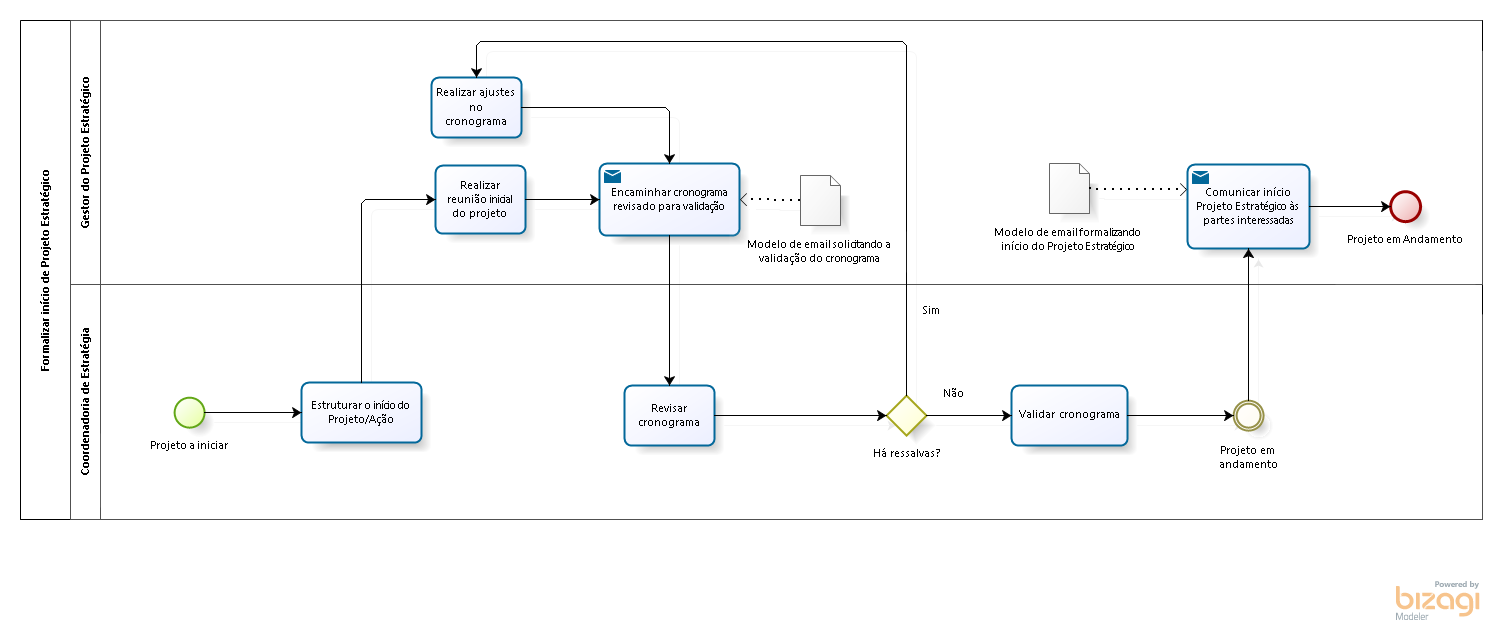 Formalizar início de Projeto Estratégico
Gestor do Projeto Estratégico
Realizar ajustes
no
cronograma
Realizar
reunião inicial
do projeto
Encaminhar cronograma
revisado para validação
Modelo de email solicitando a
validação do cronograma
Modelo de email formalizando
início do Projeto Estratégico
Comunicar início
Projeto Estratégico às
partes interessadas
Projeto em Andamento
Coordenadoria de Estratégia
Projeto a iniciar
Estruturar o início do
Projeto/Ação
Revisar
cronograma
Sim
Não
Há ressalvas?
Validar cronograma
Projeto em
andamento
Powered by
bizagi
Modeler